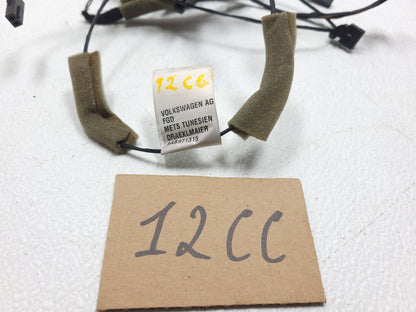 12CC
VOLKSWAGEN AG
FGD
METS TUNESIEN
DRAEXLMAIER
12CC